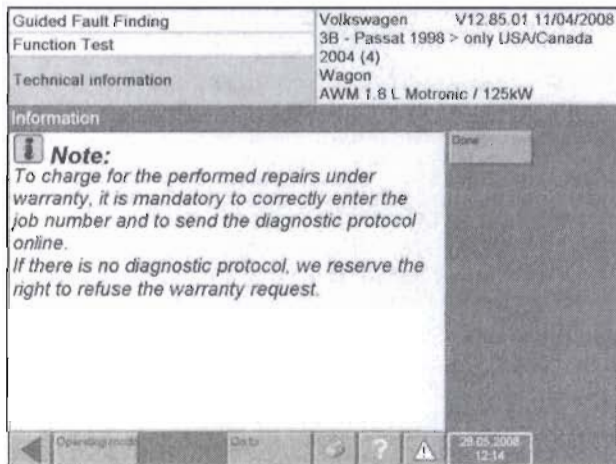 Guided Fault Finding
Function Test
Technical information
Volkswagen V12.85.01 11/04/2008
3B - Passat 1998 > only USA/Canada
2004 (4)
Wagon
AWM 1.8 L Motronic / 125kW
Information
Note:
To charge for the performed repairs under
warranty, it is mandatory to correctly enter the
job number and to send the diagnostic protocol
online.
If there is no diagnostic protocol, we reserve the
right to refuse the warranty request.
Done
Operating mode
Go to
?
28.05.2008
12:14